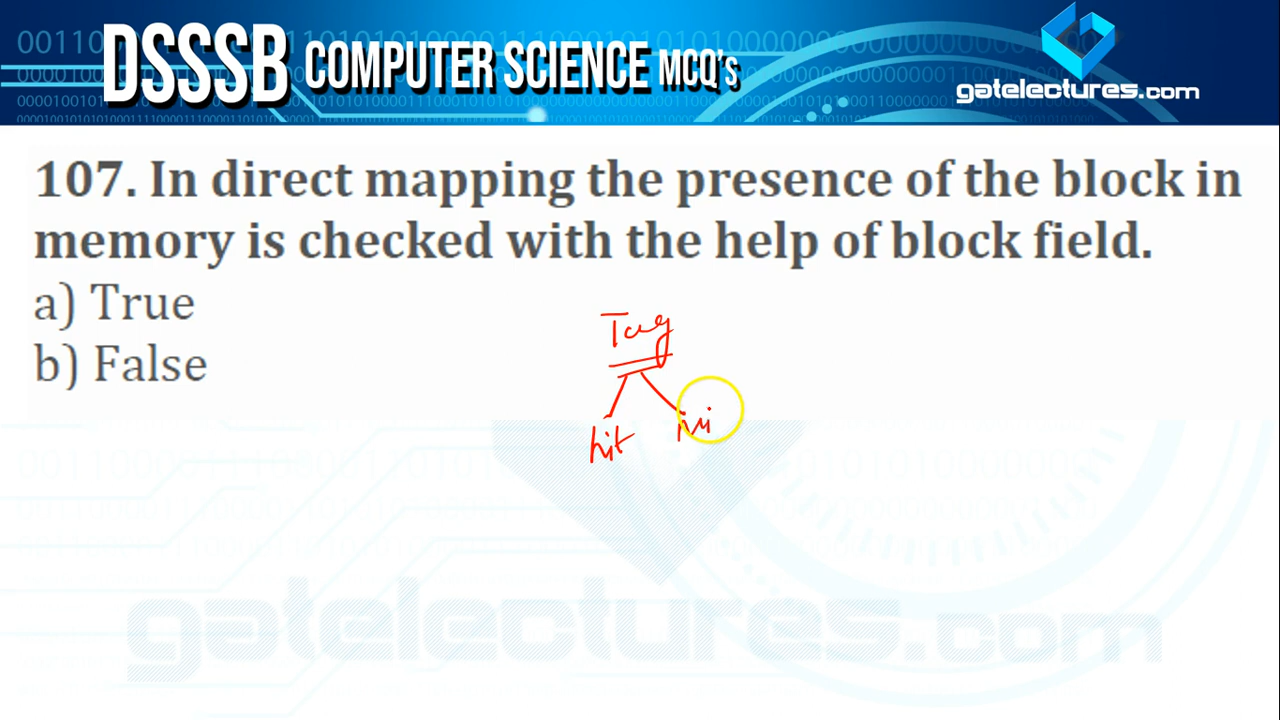 DSSSB COMPUTER SCIENCE MCQ's
gatelectures.com
107. In direct mapping the presence of the block in
memory is checked with the help of block field.
a) True
b) False
Tag
hit mi
gatelectures.com